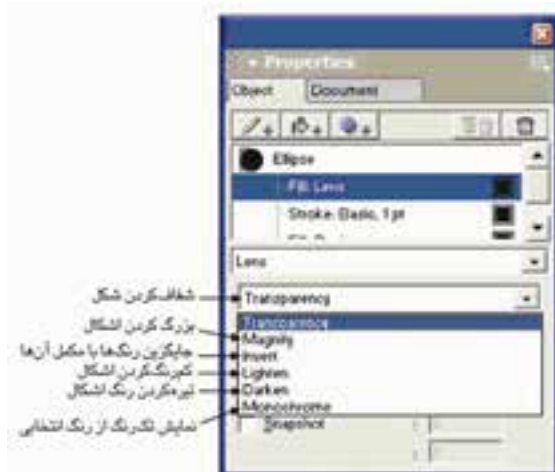 Properties
Object
Document
Ellipse
Fill: Lens
Stroke: Basic, 1 pt
Lens
شفاف‌کردن شکل
Transparency
Transparency
بزرگ کردن اشکال
Magnify
جایگزین رنگ‌ها با مکمل آن‌ها
Invert
کم‌رنگ‌کردن اشکال
Lighten
تیره‌کردن رنگ اشکال
Darken
نمایش تک‌رنگ از رنگ انتخابی
Monochrome
Snapshot